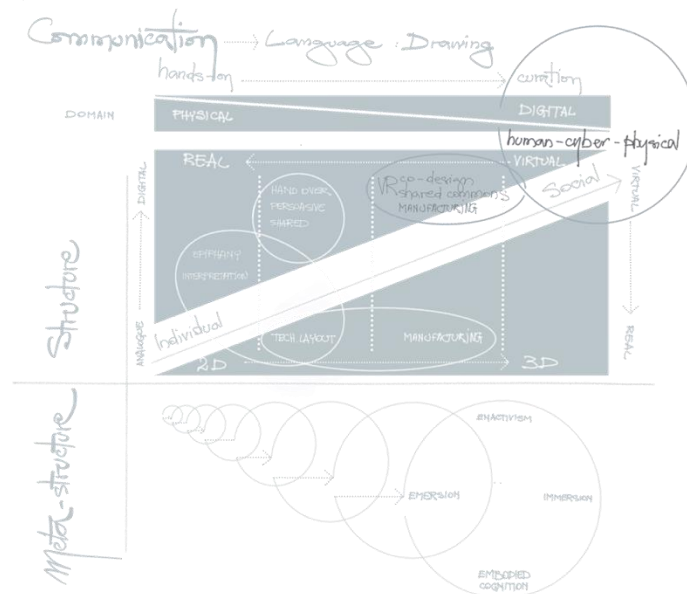 Communication Language: Drawing
hands-on curation
DOMAIN PHYSICAL DIGITAL
human-cyber-physical
REAL VIRTUAL
DIGITAL
HAND OVER
PERSUASIVE
SHARED
VR co-design
shared commons
MANUFACTURING
Social
VIRTUAL
EPIPHANY
INTERPRETATION
Structure
Individual
ANALOGUE
TECH. LAYOUT MANUFACTURING
REAL
2D 3D
Meta-structure
ENACTIVISM
EMERSION IMMERSION
EMBODIED
COGNITION